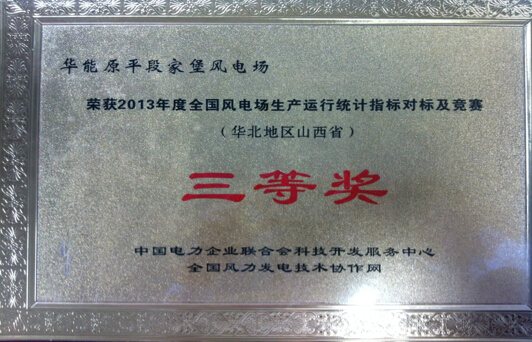 华能原平段家堡风电场
荣获2013年度全国风电场生产运行统计指标对标及竞赛
（华北地区山西省）
三等奖
中国电力企业联合会科技开发服务中心
全国风力发电技术协作网